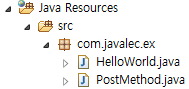 Java Resources
src
com.javalec.ex
HelloWorld.java
PostMethod.java